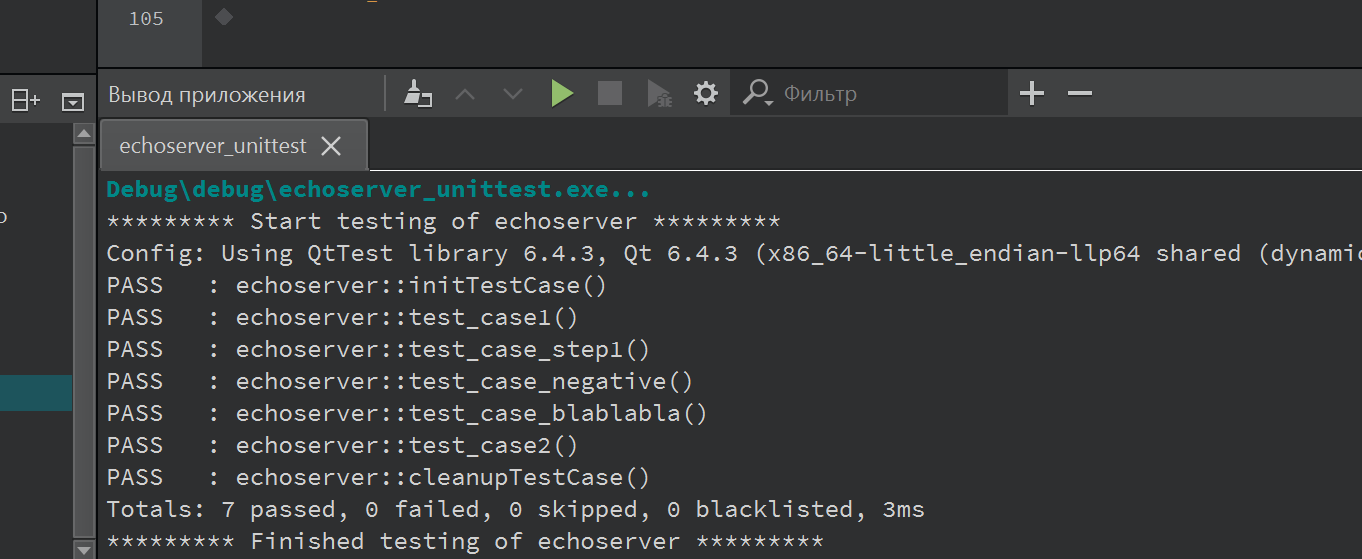 105
Вывод приложения
Фильтр
echoserver_unittest
Debug\debug\echoserver_unittest.exe...
********* Start testing of echoserver *********
Config: Using QtTest library 6.4.3, Qt 6.4.3 (x86_64-little_endian-llp64 shared (dynamic
PASS   : echoserver::initTestCase()
PASS   : echoserver::test_case1()
PASS   : echoserver::test_case_step1()
PASS   : echoserver::test_case_negative()
PASS   : echoserver::test_case_blablabla()
PASS   : echoserver::test_case2()
PASS   : echoserver::cleanupTestCase()
Totals: 7 passed, 0 failed, 0 skipped, 0 blacklisted, 3ms
********* Finished testing of echoserver *********